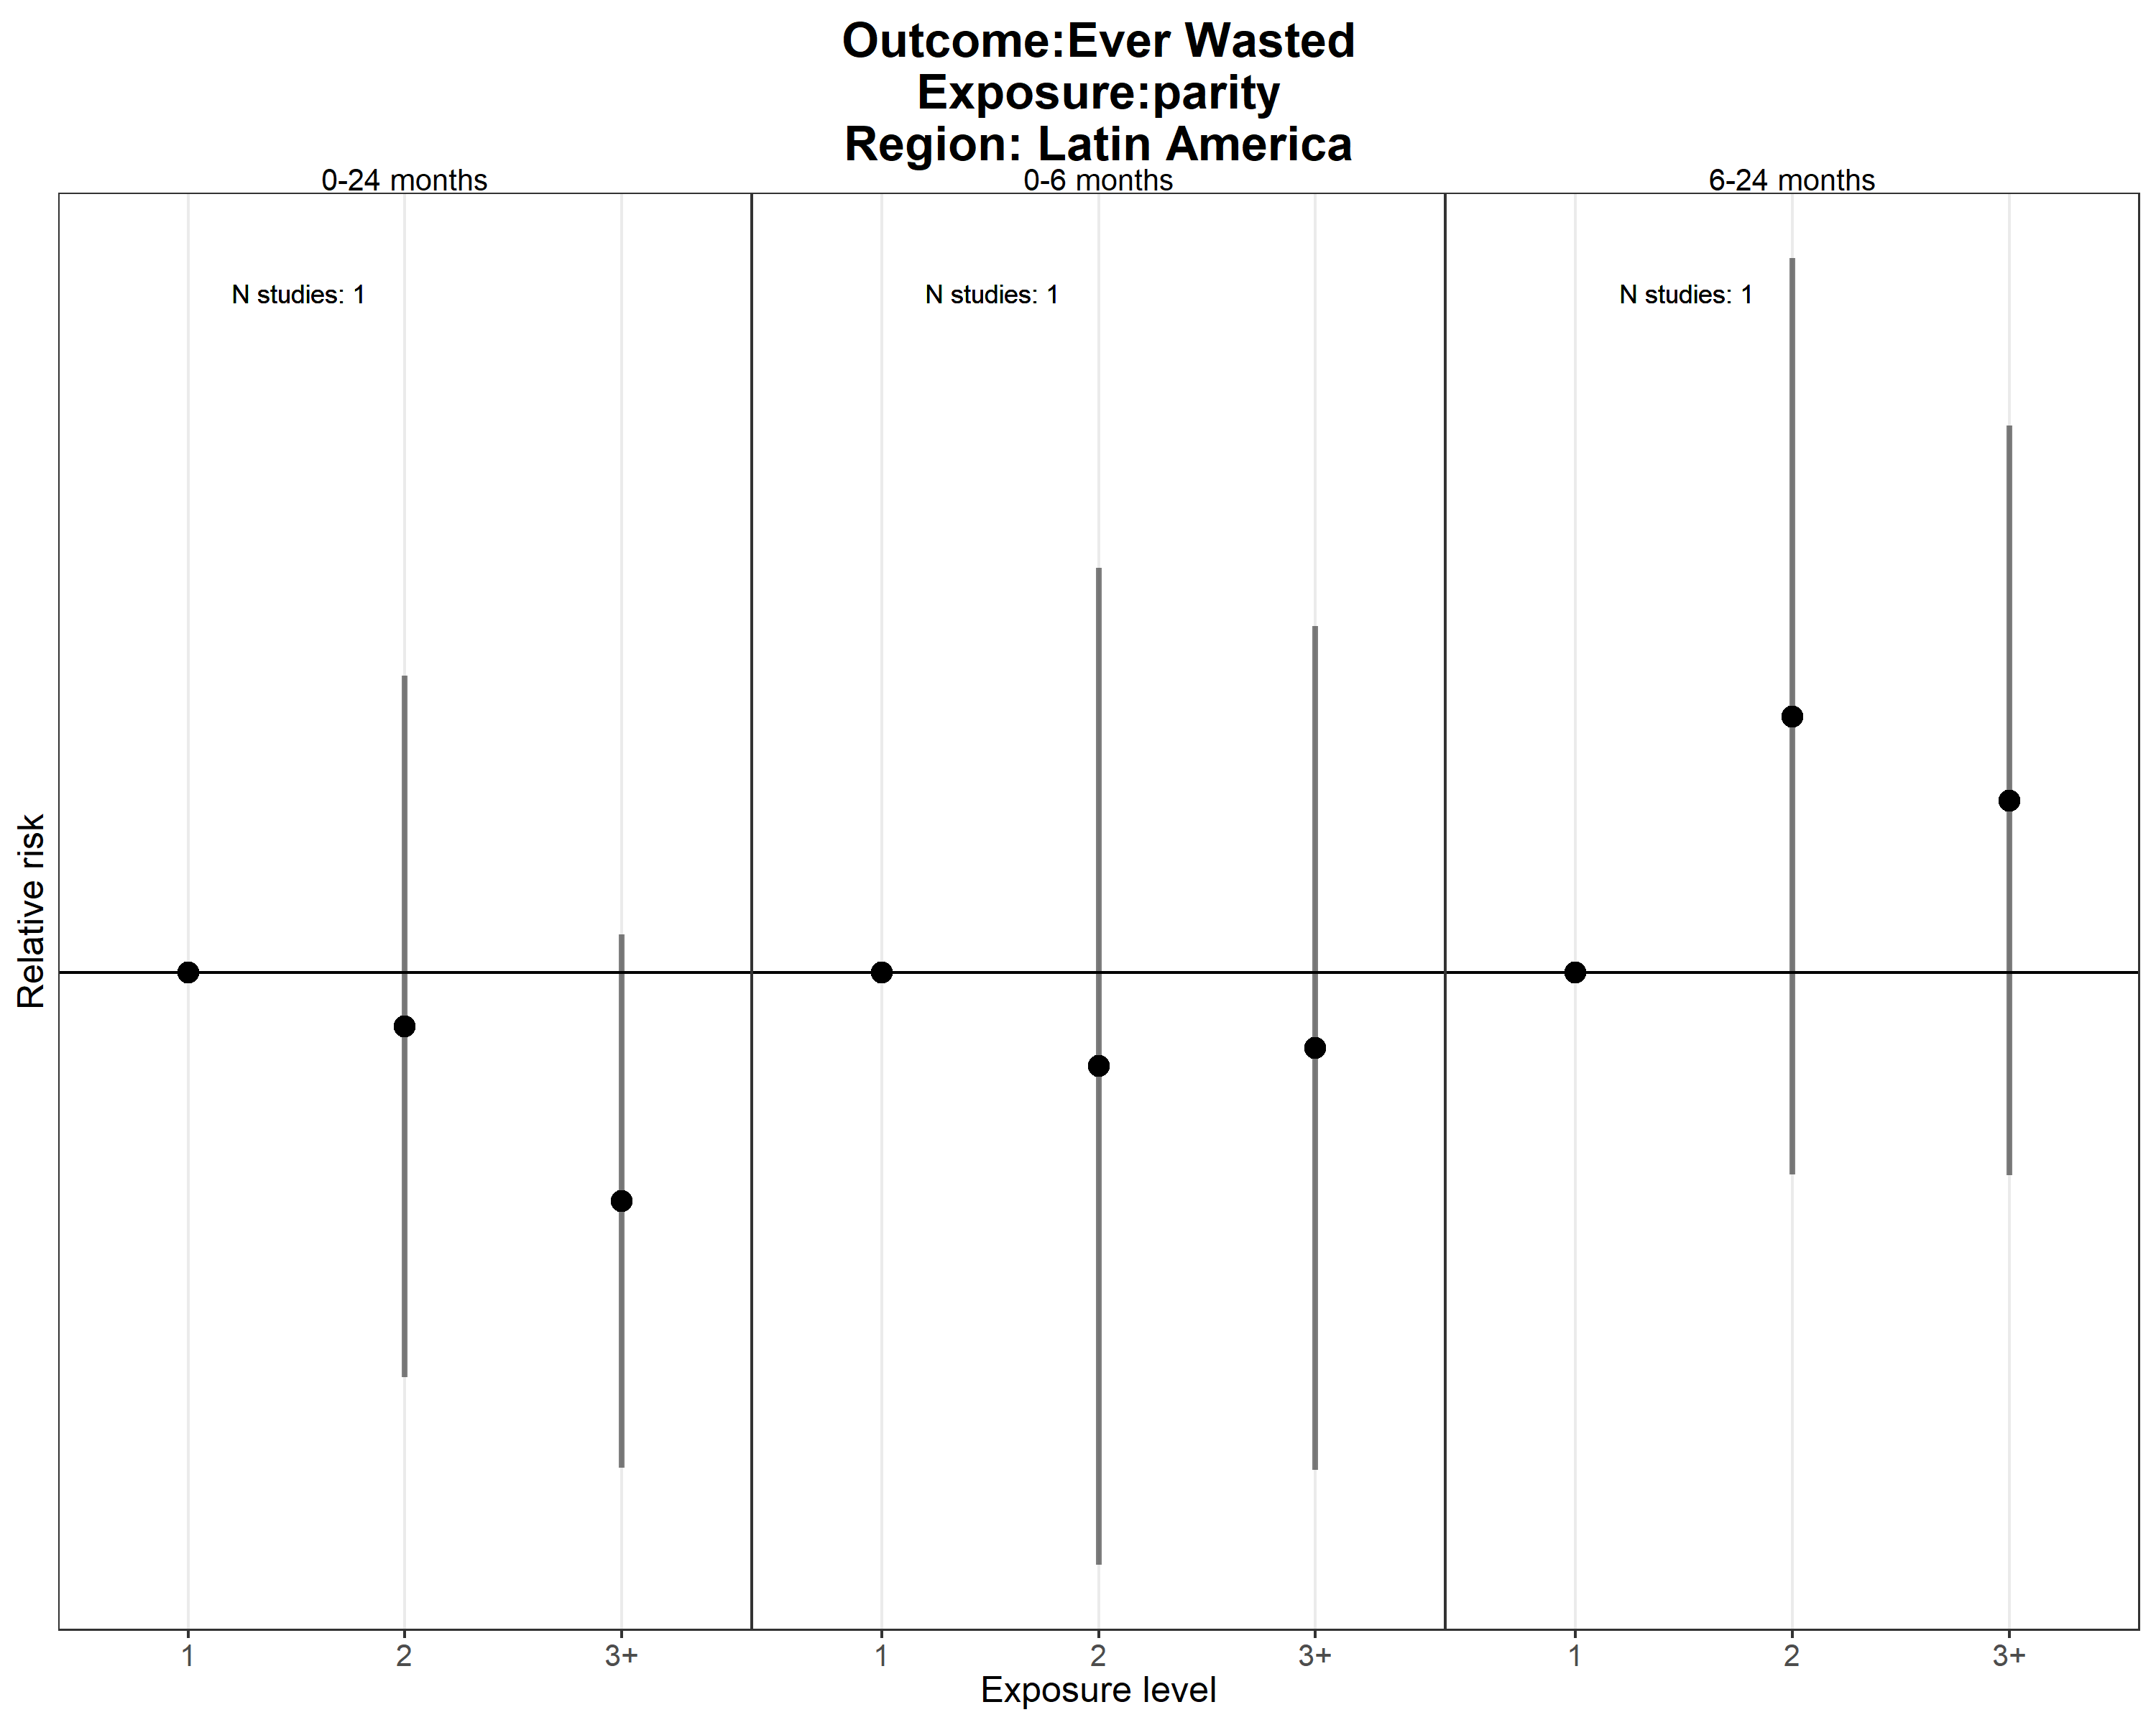 Outcome:Ever Wasted
Exposure:parity
Region: Latin America
0-24 months
0-6 months
6-24 months
N studies: 1
N studies: 1
N studies: 1
Relative risk
1
2
3+
1
2
3+
1
2
3+
Exposure level